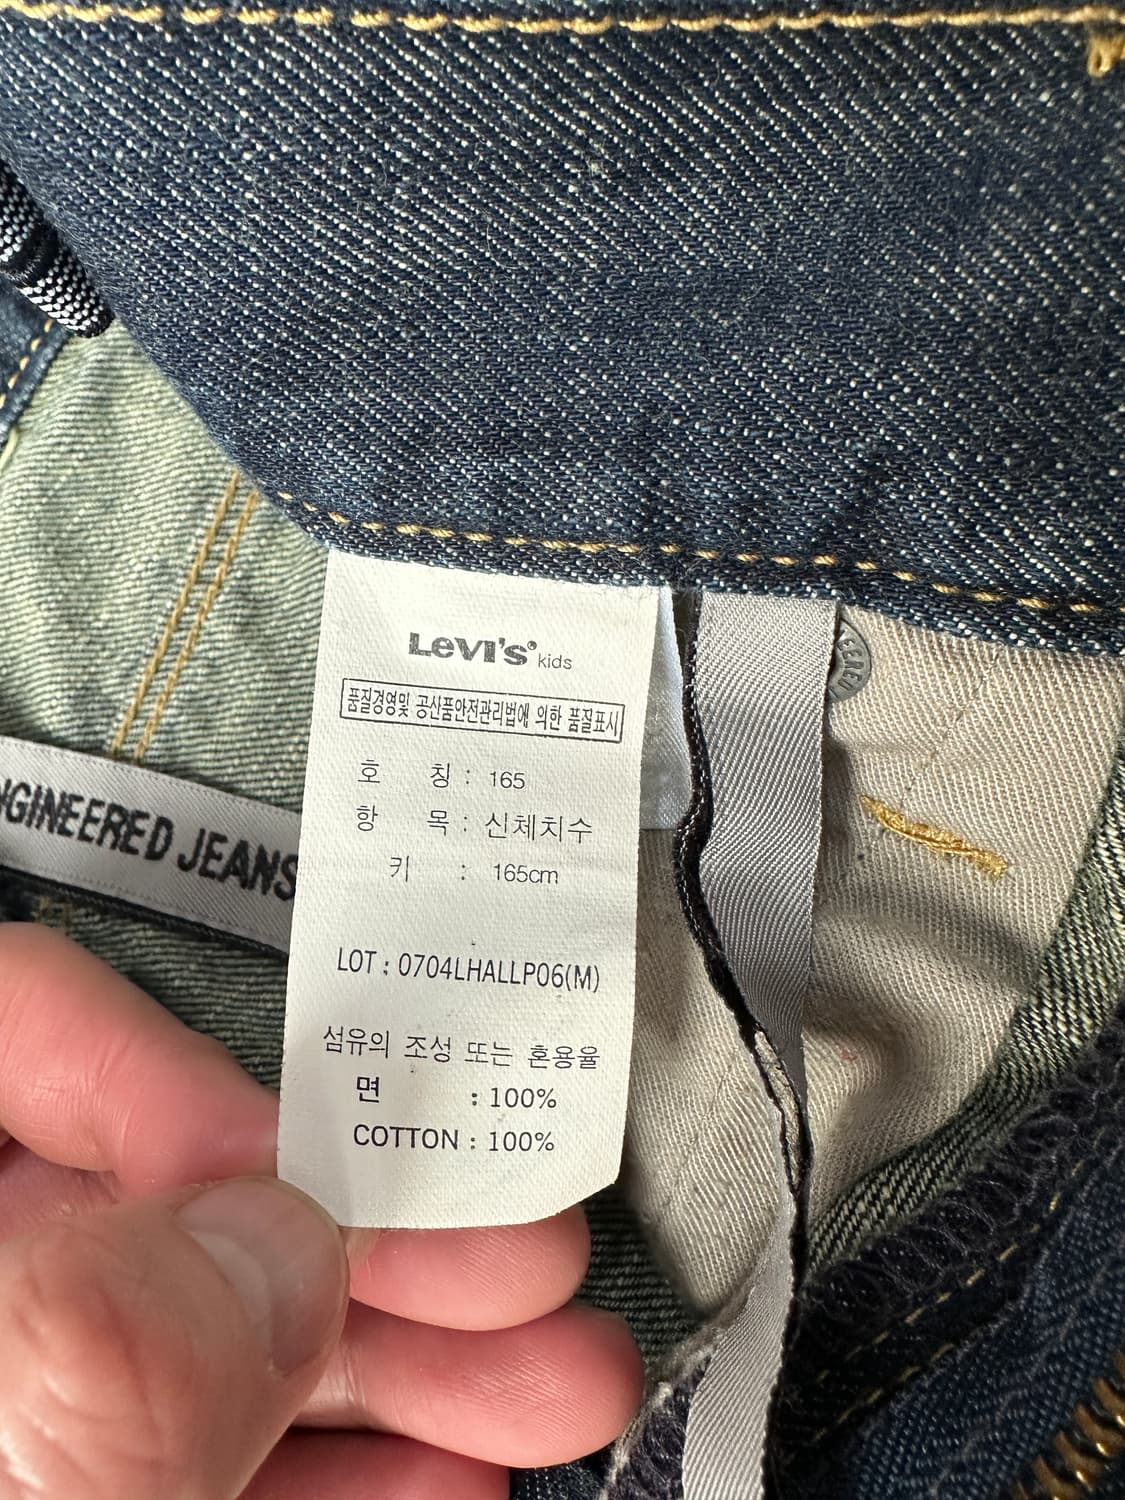 Levi's® kids
품질경영및 공산품안전관리법에 의한 품질표시
호 칭 : 165
항 목 : 신체치수
키 : 165cm
LOT : 0704LHALLP06(M)
섬유의 조성 또는 혼용율
면 : 100%
COTTON : 100%
NGINEERED JEANS